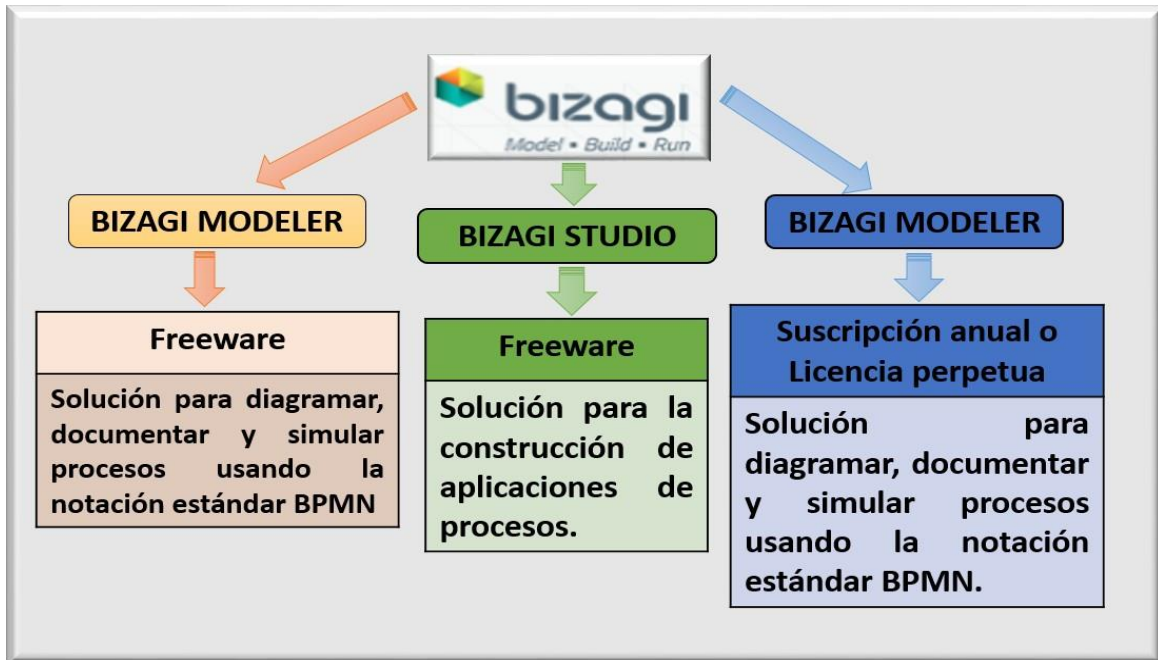 bizagi
Model • Build • Run
BIZAGI MODELER
Freeware
Solución para diagramar,
documentar y simular
procesos usando la
notación estándar BPMN
BIZAGI STUDIO
Freeware
Solución para la
construcción de
aplicaciones de
procesos.
BIZAGI MODELER
Suscripción anual o
Licencia perpetua
Solución para
diagramar, documentar
y simular procesos
usando la notación
estándar BPMN.